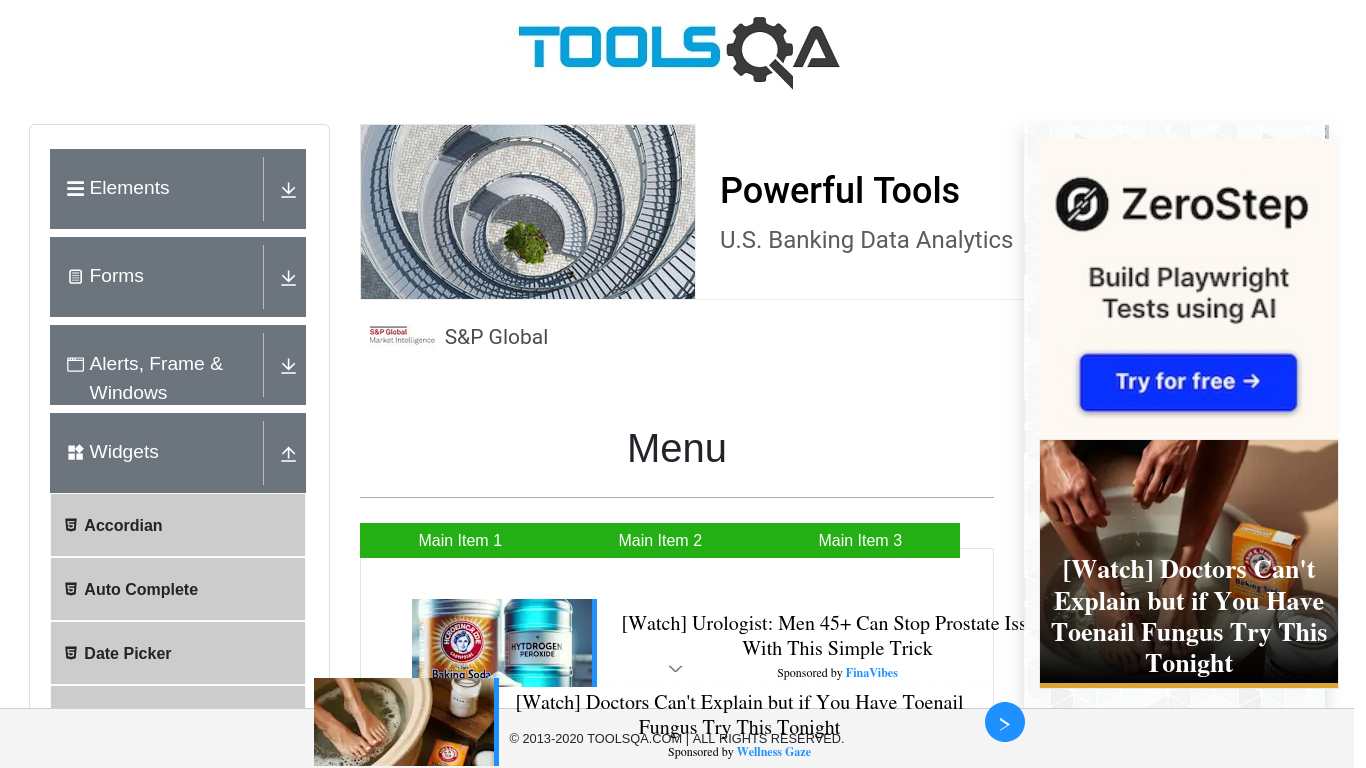 TOOLSQA
Elements
Forms
Alerts, Frame &
Windows
Widgets
Accordian
Auto Complete
Date Picker
Powerful Tools
U.S. Banking Data Analytics
S&P Global
Market Intelligence
S&P Global
Menu
Main Item 1
Main Item 2
Main Item 3
HYTDROGEN
PEROXIDE
Baking Soda
[Watch] Urologist: Men 45+ Can Stop Prostate Iss
With This Simple Trick
Sponsored by FinaVibes
[Watch] Doctors Can't Explain but if You Have Toenail
Fungus Try This Tonight
Sponsored by Wellness Gaze
© 2013-2020 TOOLSQA.COM | ALL RIGHTS RESERVED.
ZeroStep
Build Playwright
Tests using AI
Try for free →
[Watch] Doctors Can't
Explain but if You Have
Toenail Fungus Try This
Tonight